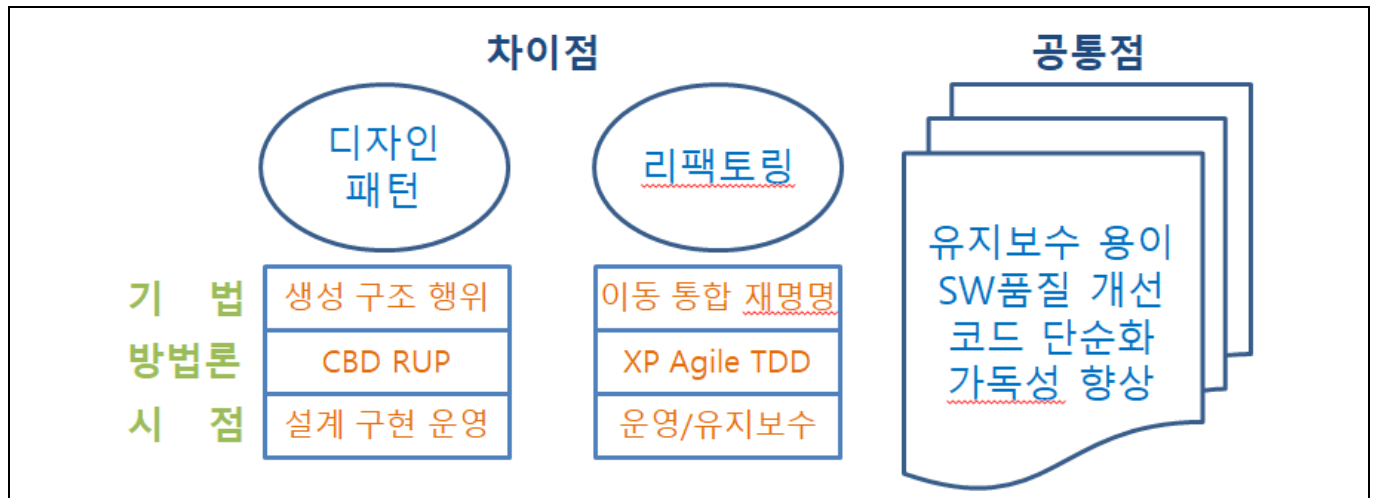 차이점
공통점
디자인
패턴
리팩토링
유지보수 용이
SW품질 개선
코드 단순화
가독성 향상
기 법
생성 구조 행위
이동 통합 재명명
방법론
CBD RUP
XP Agile TDD
시 점
설계 구현 운영
운영/유지보수